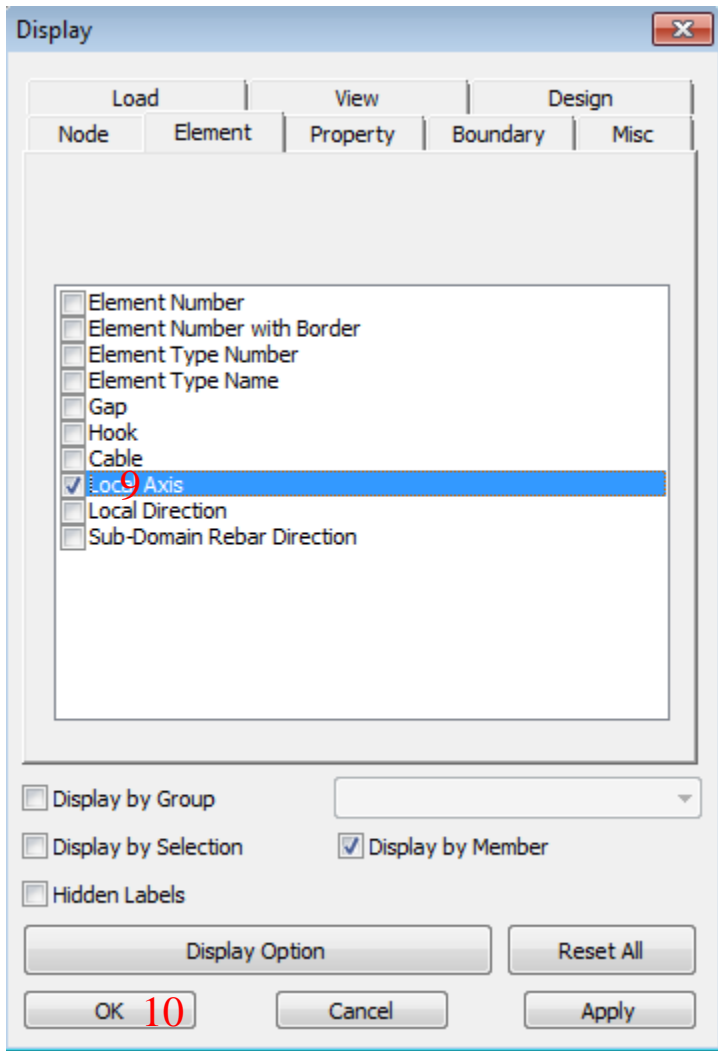 Display
Load View Design
Node Element Property Boundary Misc
Element Number
Element Number with Border
Element Type Number
Element Type Name
Gap
Hook
Cable
Local Axis
9
Local Direction
Sub-Domain Rebar Direction
Display by Group
Display by Selection Display by Member
Hidden Labels
Display Option Reset All
OK 10 Cancel Apply